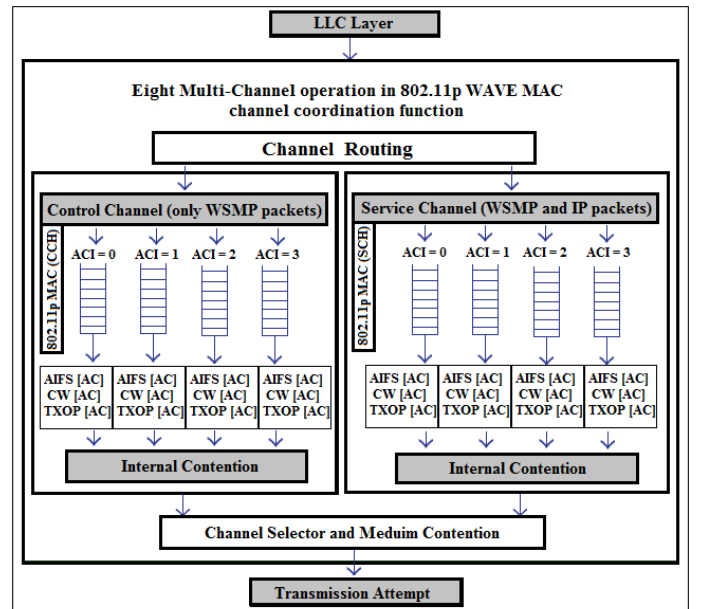 LLC Layer
Eight Multi-Channel operation in 802.11p WAVE MAC
channel coordination function
Channel Routing
Control Channel (only WSMP packets)
802.11p MAC (CCH)
ACI = 0 ACI = 1 ACI = 2 ACI = 3
AIFS [AC] AIFS [AC] AIFS [AC] AIFS [AC]
CW [AC] CW [AC] CW [AC] CW [AC]
TXOP [AC] TXOP [AC] TXOP [AC] TXOP [AC]
Internal Contention
Service Channel (WSMP and IP packets)
802.11p MAC (SCH)
ACI = 0 ACI = 1 ACI = 2 ACI = 3
AIFS [AC] AIFS [AC] AIFS [AC] AIFS [AC]
CW [AC] CW [AC] CW [AC] CW [AC]
TXOP [AC] TXOP [AC] TXOP [AC] TXOP [AC]
Internal Contention
Channel Selector and Meduim Contention
Transmission Attempt